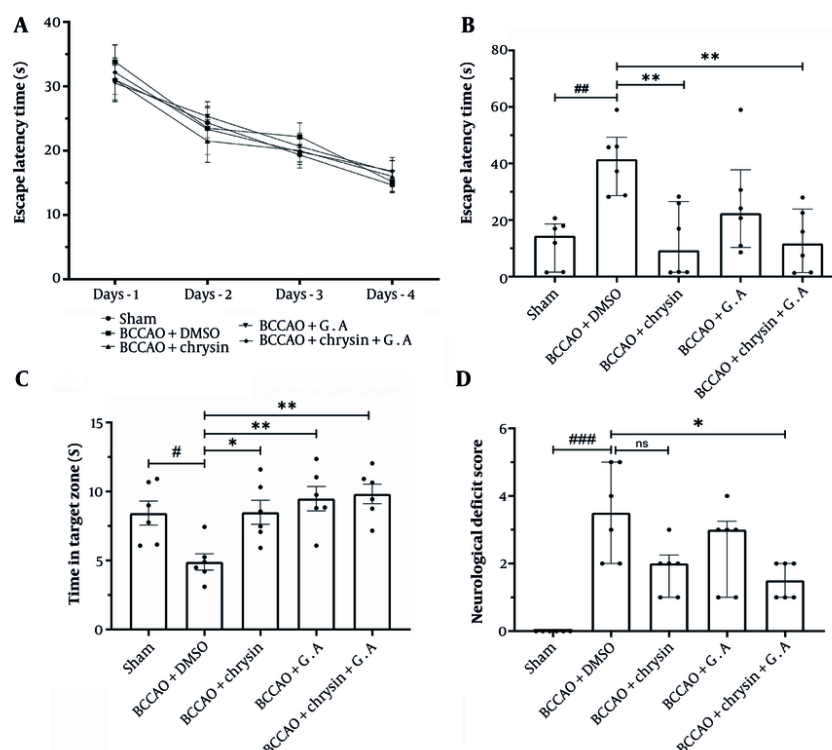 A
Escape latency time (s)
40
30
20
10
0
Days - 1
Days - 2
Days - 3
Days - 4
Sham
BCCAO + DMSO
BCCAO + chrysin
BCCAO + G . A
BCCAO + chrysin + G . A
B
Escape latency time (s)
80
60
40
20
0
##
**
**
Sham
BCCAO + DMSO
BCCAO + chrysin
BCCAO + G . A
BCCAO + chrysin + G . A
C
Time in target zone (S)
15
10
5
0
#
*
**
**
Sham
BCCAO + DMSO
BCCAO + chrysin
BCCAO + G . A
BCCAO + chrysin + G . A
D
Neurological deficit score
6
4
2
0
###
ns
*
Sham
BCCAO + DMSO
BCCAO + chrysin
BCCAO + G . A
BCCAO + chrysin + G . A